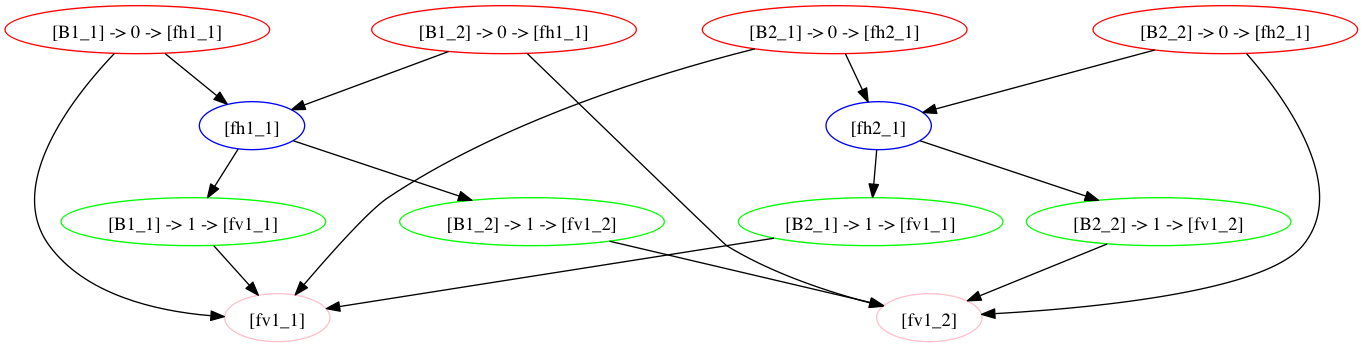 [B1_1] -> 0 -> [fh1_1]
[B1_2] -> 0 -> [fh1_1]
[B2_1] -> 0 -> [fh2_1]
[B2_2] -> 0 -> [fh2_1]
[fh1_1]
[fh2_1]
[B1_1] -> 1 -> [fv1_1]
[B1_2] -> 1 -> [fv1_2]
[B2_1] -> 1 -> [fv1_1]
[B2_2] -> 1 -> [fv1_2]
[fv1_1]
[fv1_2]